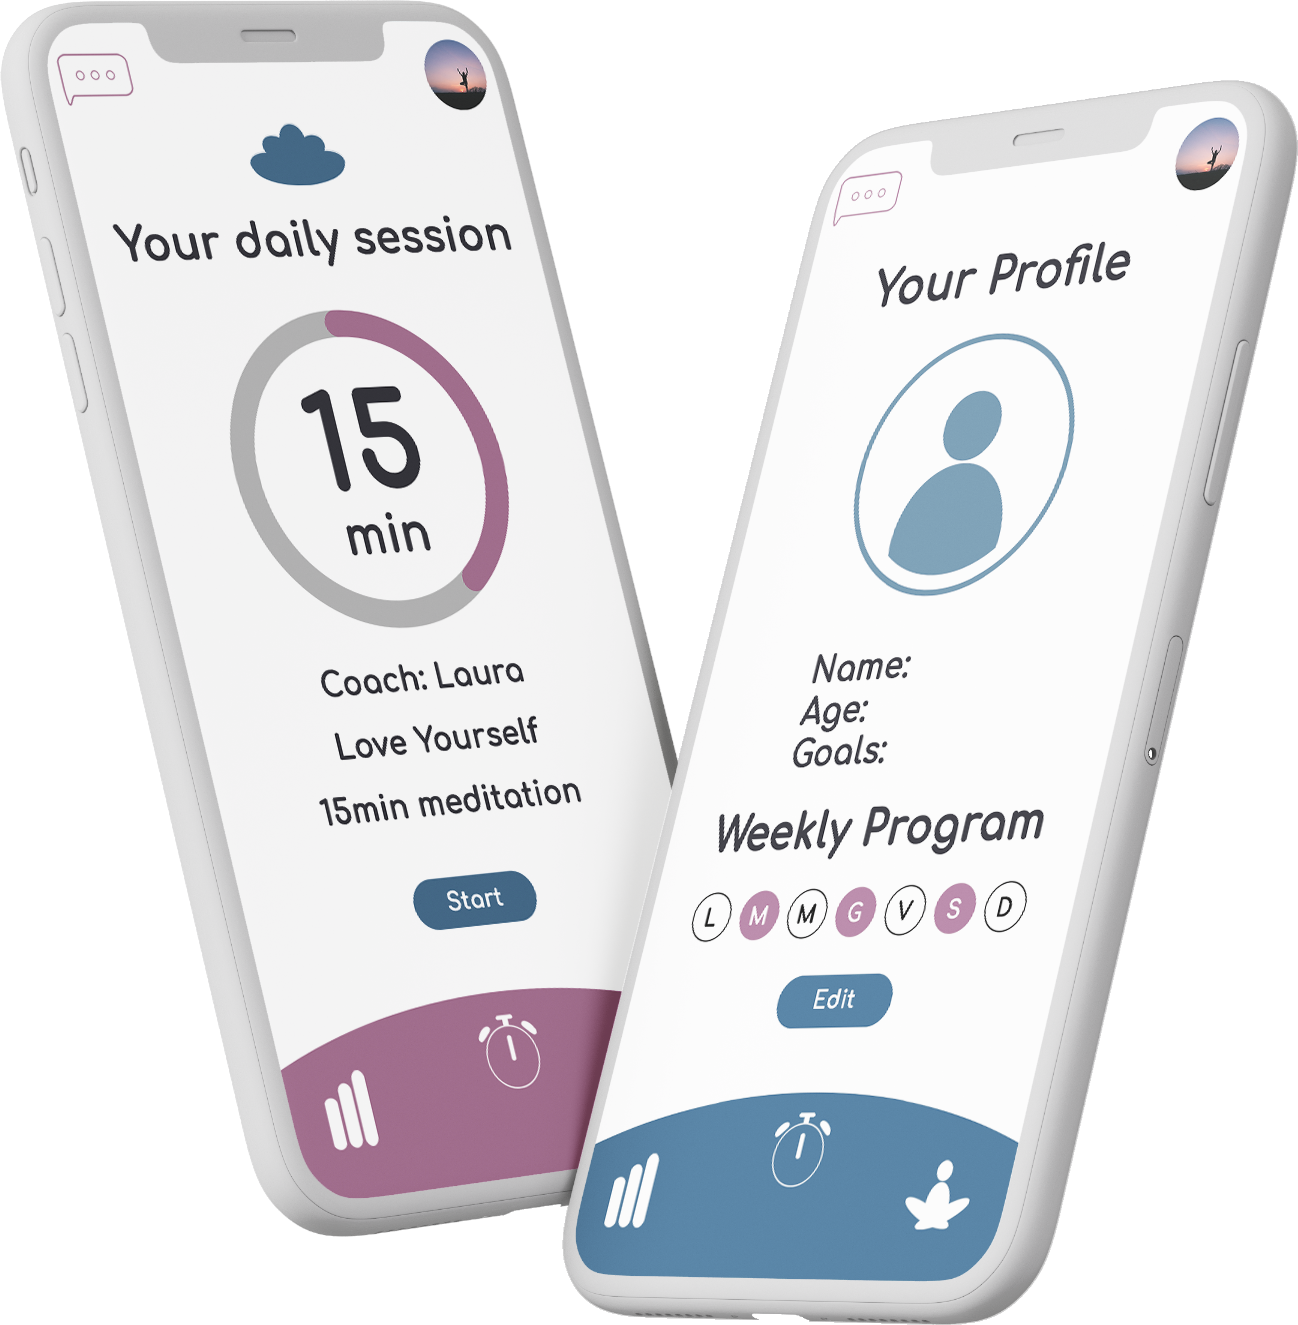 Your daily session
15
min
Coach: Laura
Love Yourself
15min meditation
Start
Your Profile
Name:
Age:
Goals:
Weekly Program
L M M G V S D
Edit